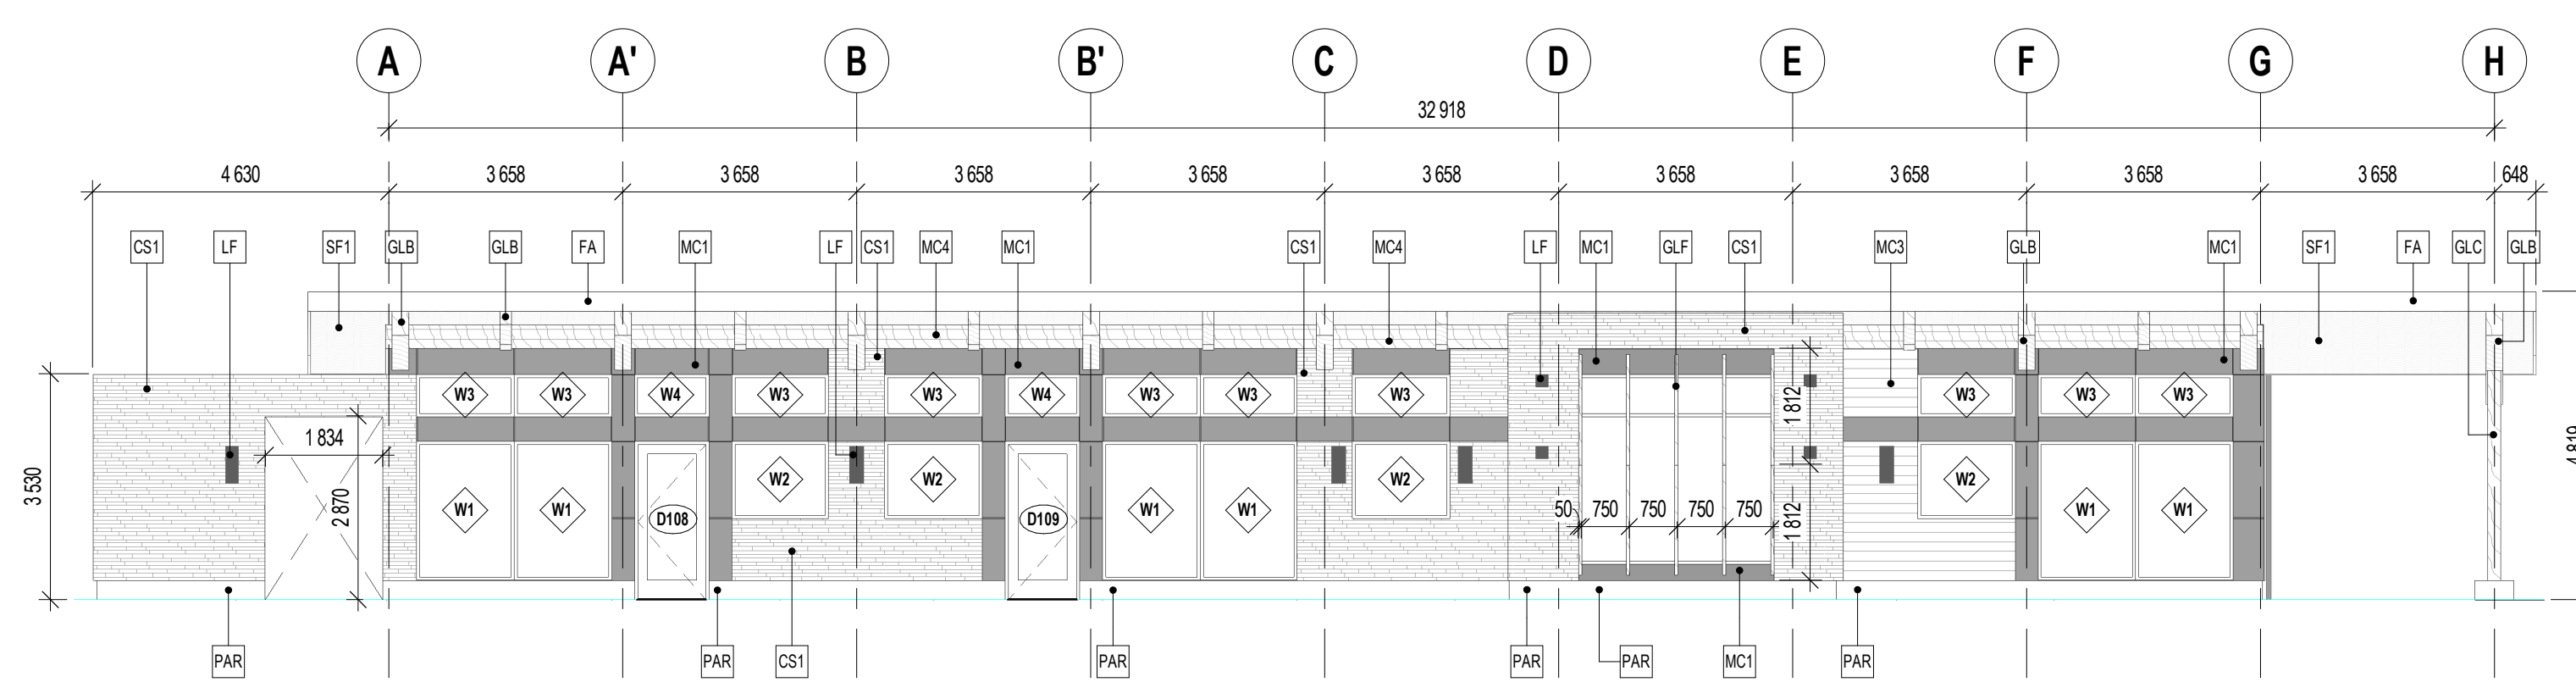 A A' B B' C D E F G H
32 918
4 630 3 658 3 658 3 658 3 658 3 658 3 658 3 658 3 658 3 658 648
CS1 LF SF1 GLB GLB FA MC1 LF CS1 MC4 MC1 CS1 MC4 LF MC1 GLF CS1 MC3 GLB MC1 SF1 FA GLC GLB
W3 W3 W4 W3 W3 W4 W3 W3 W3 W3 W3 W3
1 812
1 834
4 819
3 530
2 870
W2 W2 W2 W2
W1 W1 D108 D109 W1 W1 W1 W1
50 750 750 750 750
1 812
PAR PAR CS1 PAR PAR PAR MC1 PAR